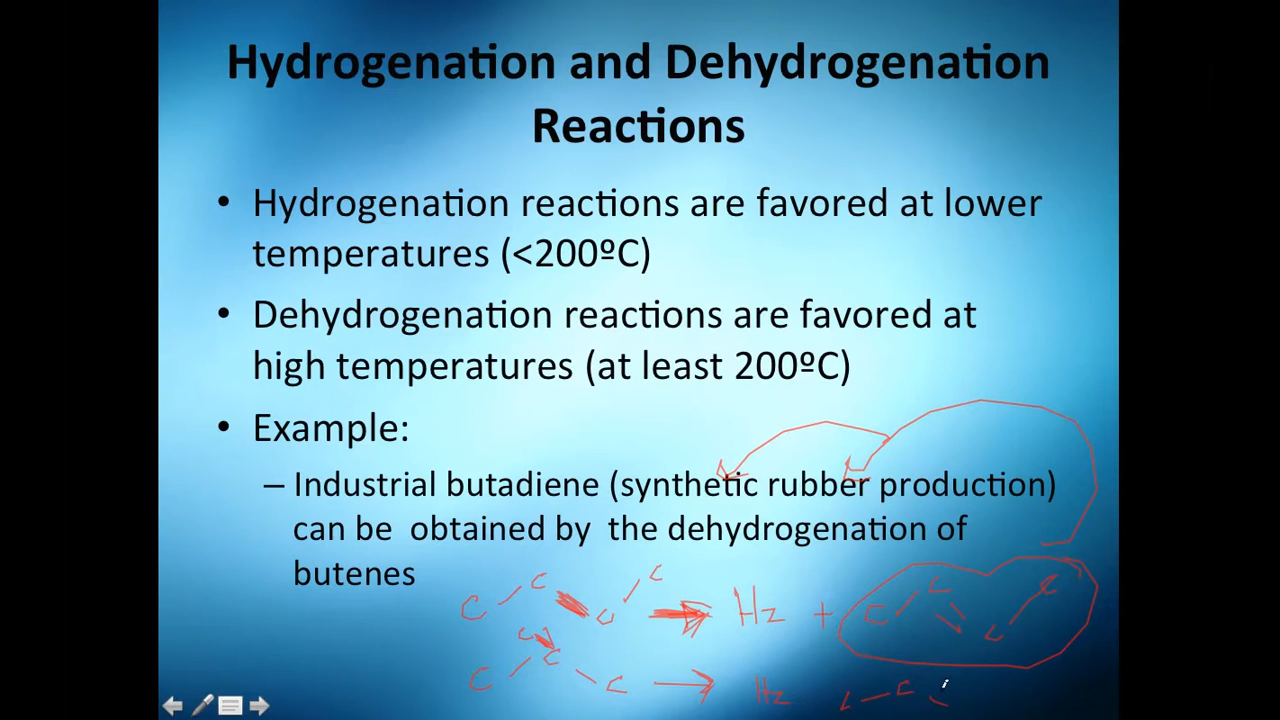 Hydrogenation and Dehydrogenation
Reactions
• Hydrogenation reactions are favored at lower
temperatures (<200ºC)
• Dehydrogenation reactions are favored at
high temperatures (at least 200ºC)
• Example:
– Industrial butadiene (synthetic rubber production)
can be obtained by the dehydrogenation of
butenes
C C C C → H2 + C C C C
C C C C → H2 C